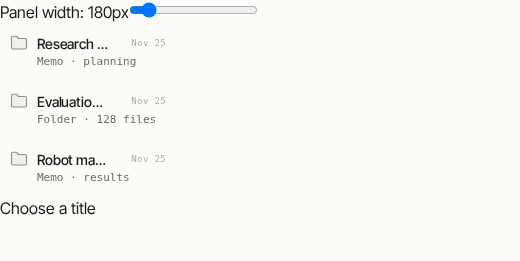 Panel width: 180px
Research ... Nov 25
Memo · planning
Evaluatio... Nov 25
Folder · 128 files
Robot ma... Nov 25
Memo · results
Choose a title